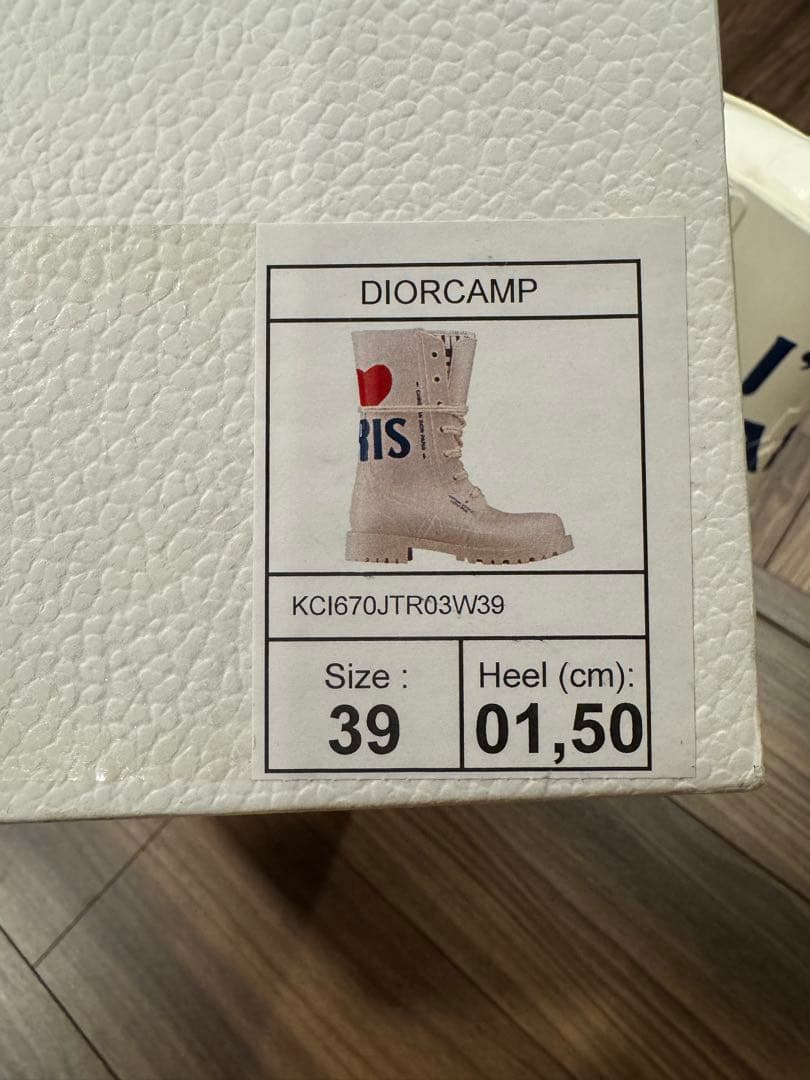 DIORCAMP
RIS
KCI670JTR03W39
Size :
39
Heel (cm):
01,50